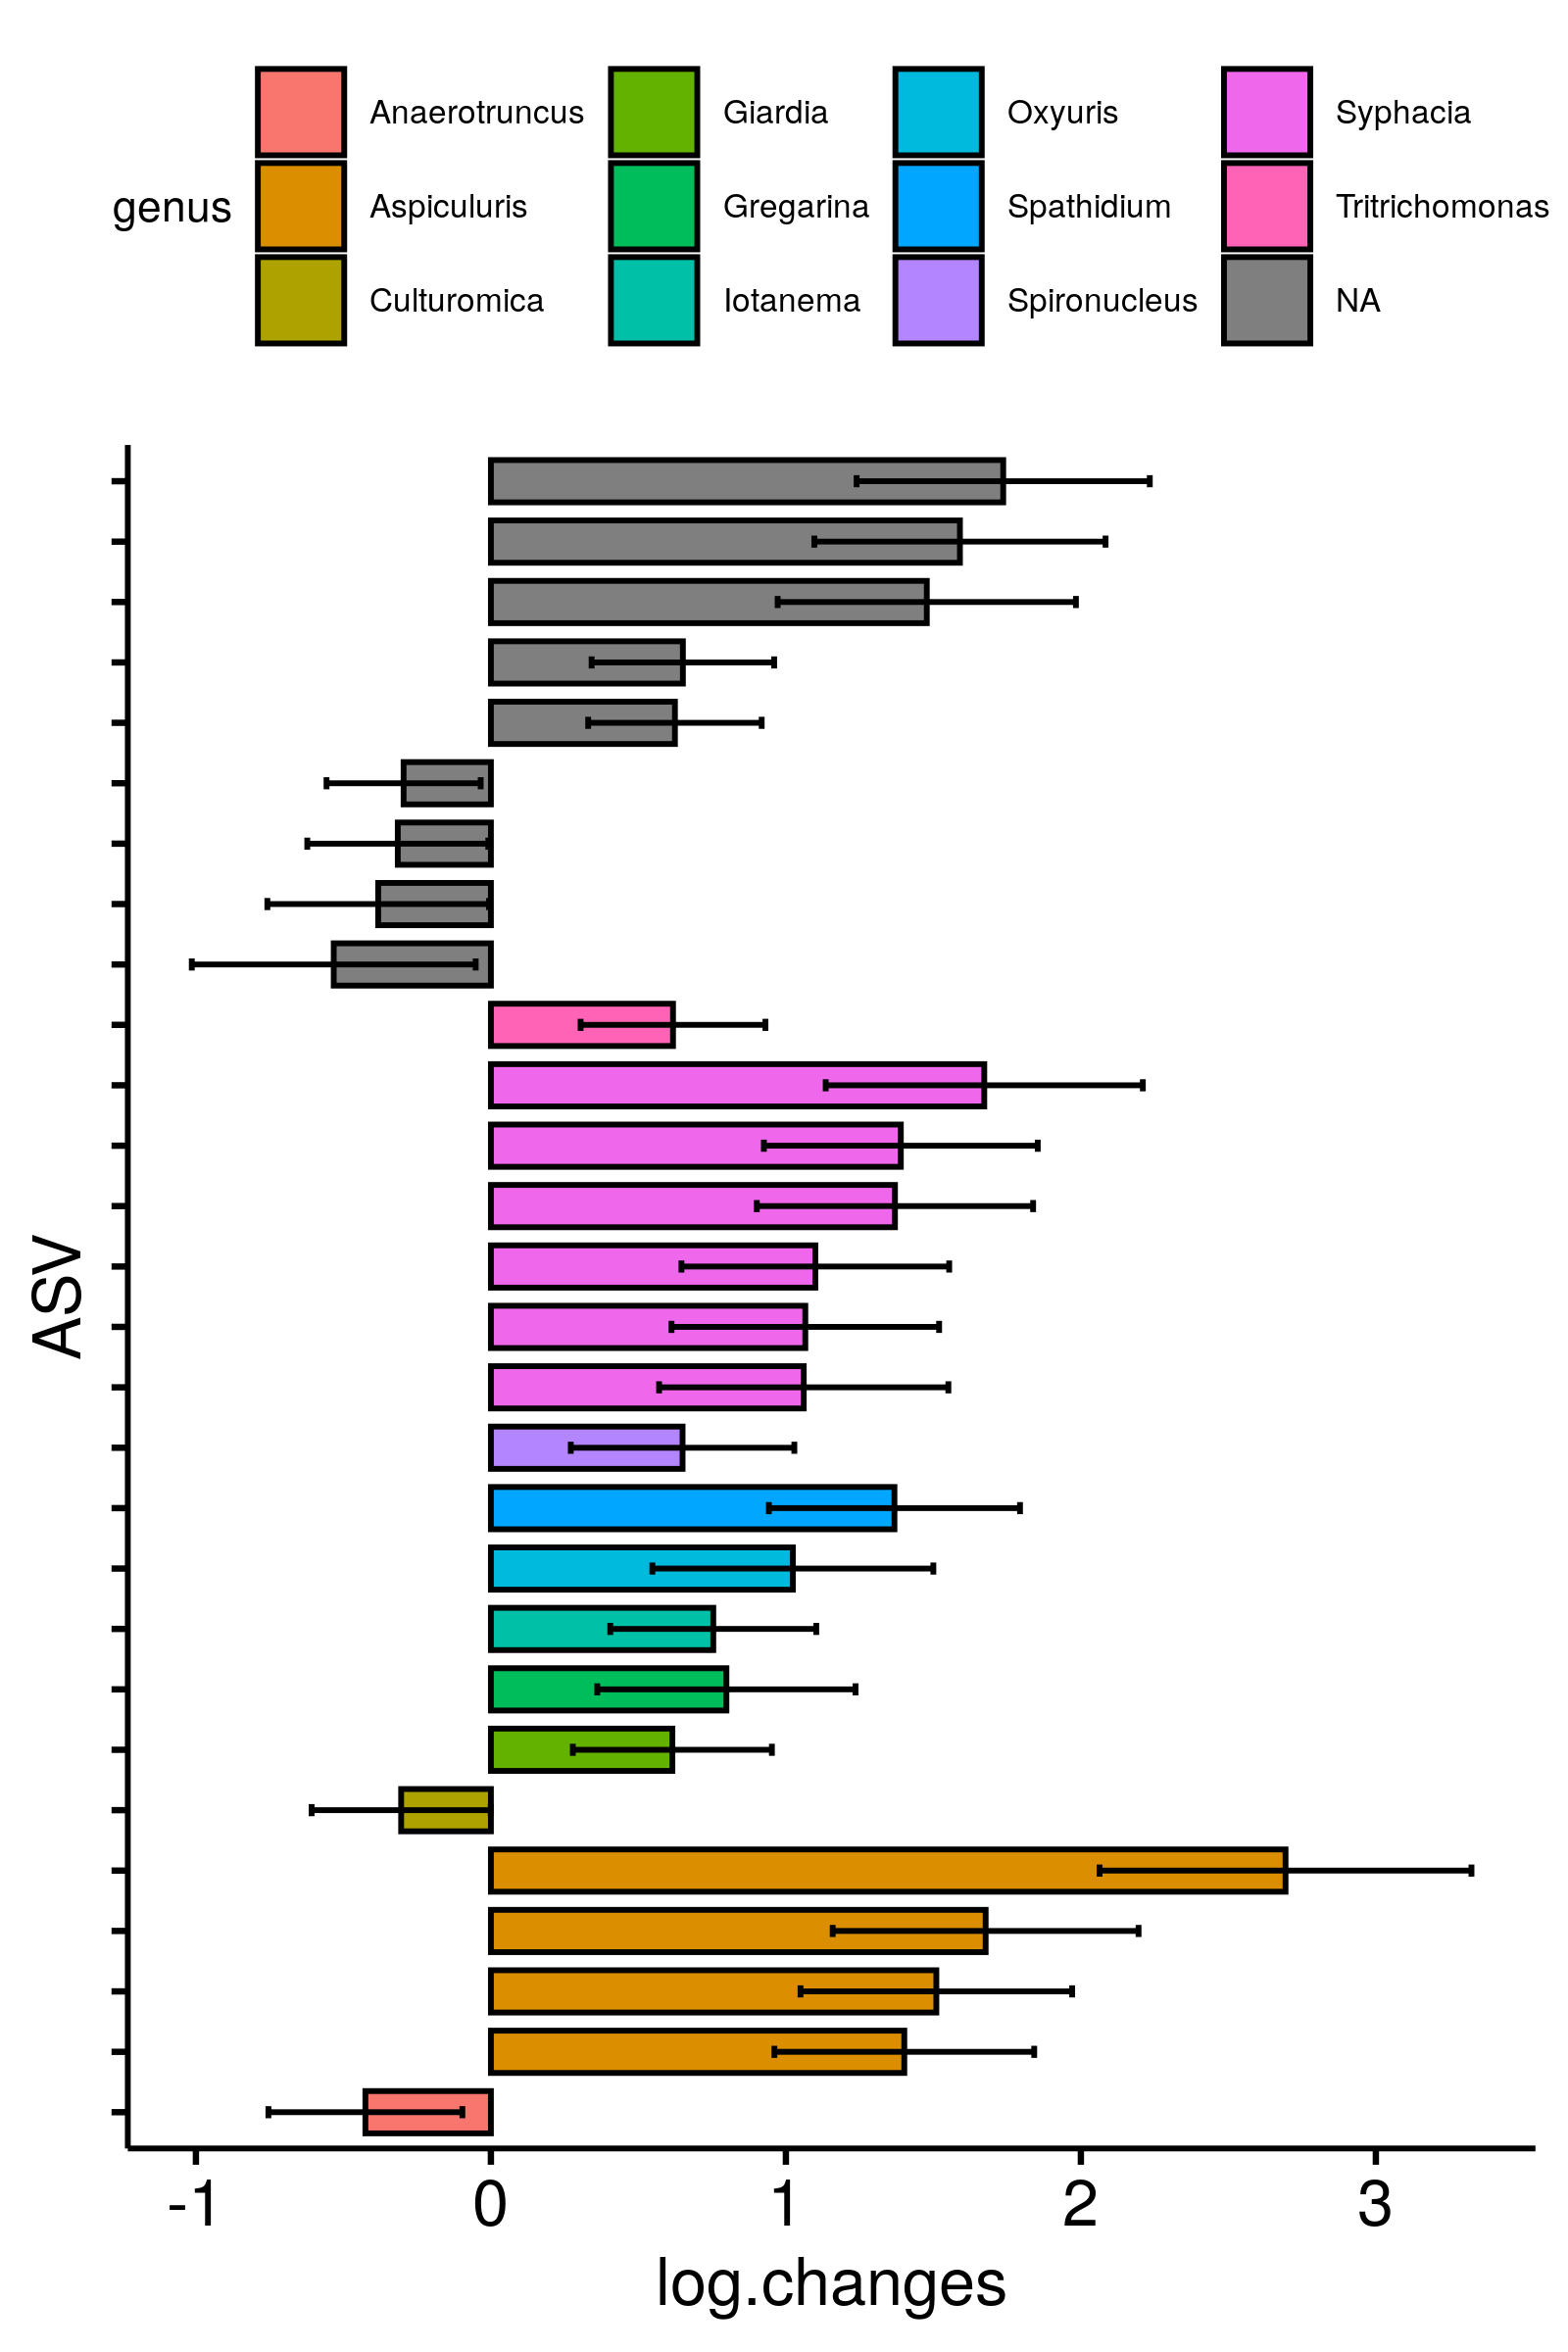 genus
Anaerotruncus Giardia Oxyuris Syphacia
Aspiculuris Gregarina Spathidium Tritrichomonas
Culturomica Iotanema Spironucleus NA
ASV
-1 0 1 2 3
log.changes